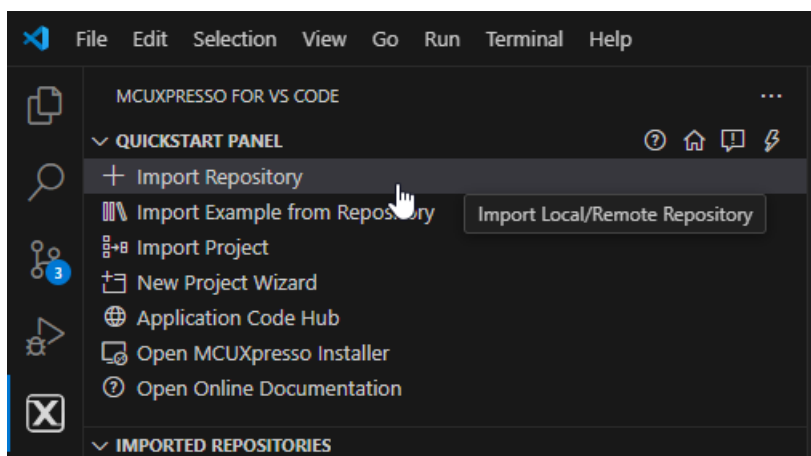 File Edit Selection View Go Run Terminal Help
MCUXPRESSO FOR VS CODE
QUICKSTART PANEL
Import Repository
Import Example from Repository
Import Local/Remote Repository
Import Project
3
New Project Wizard
Application Code Hub
Open MCUXpresso Installer
Open Online Documentation
IMPORTED REPOSITORIES